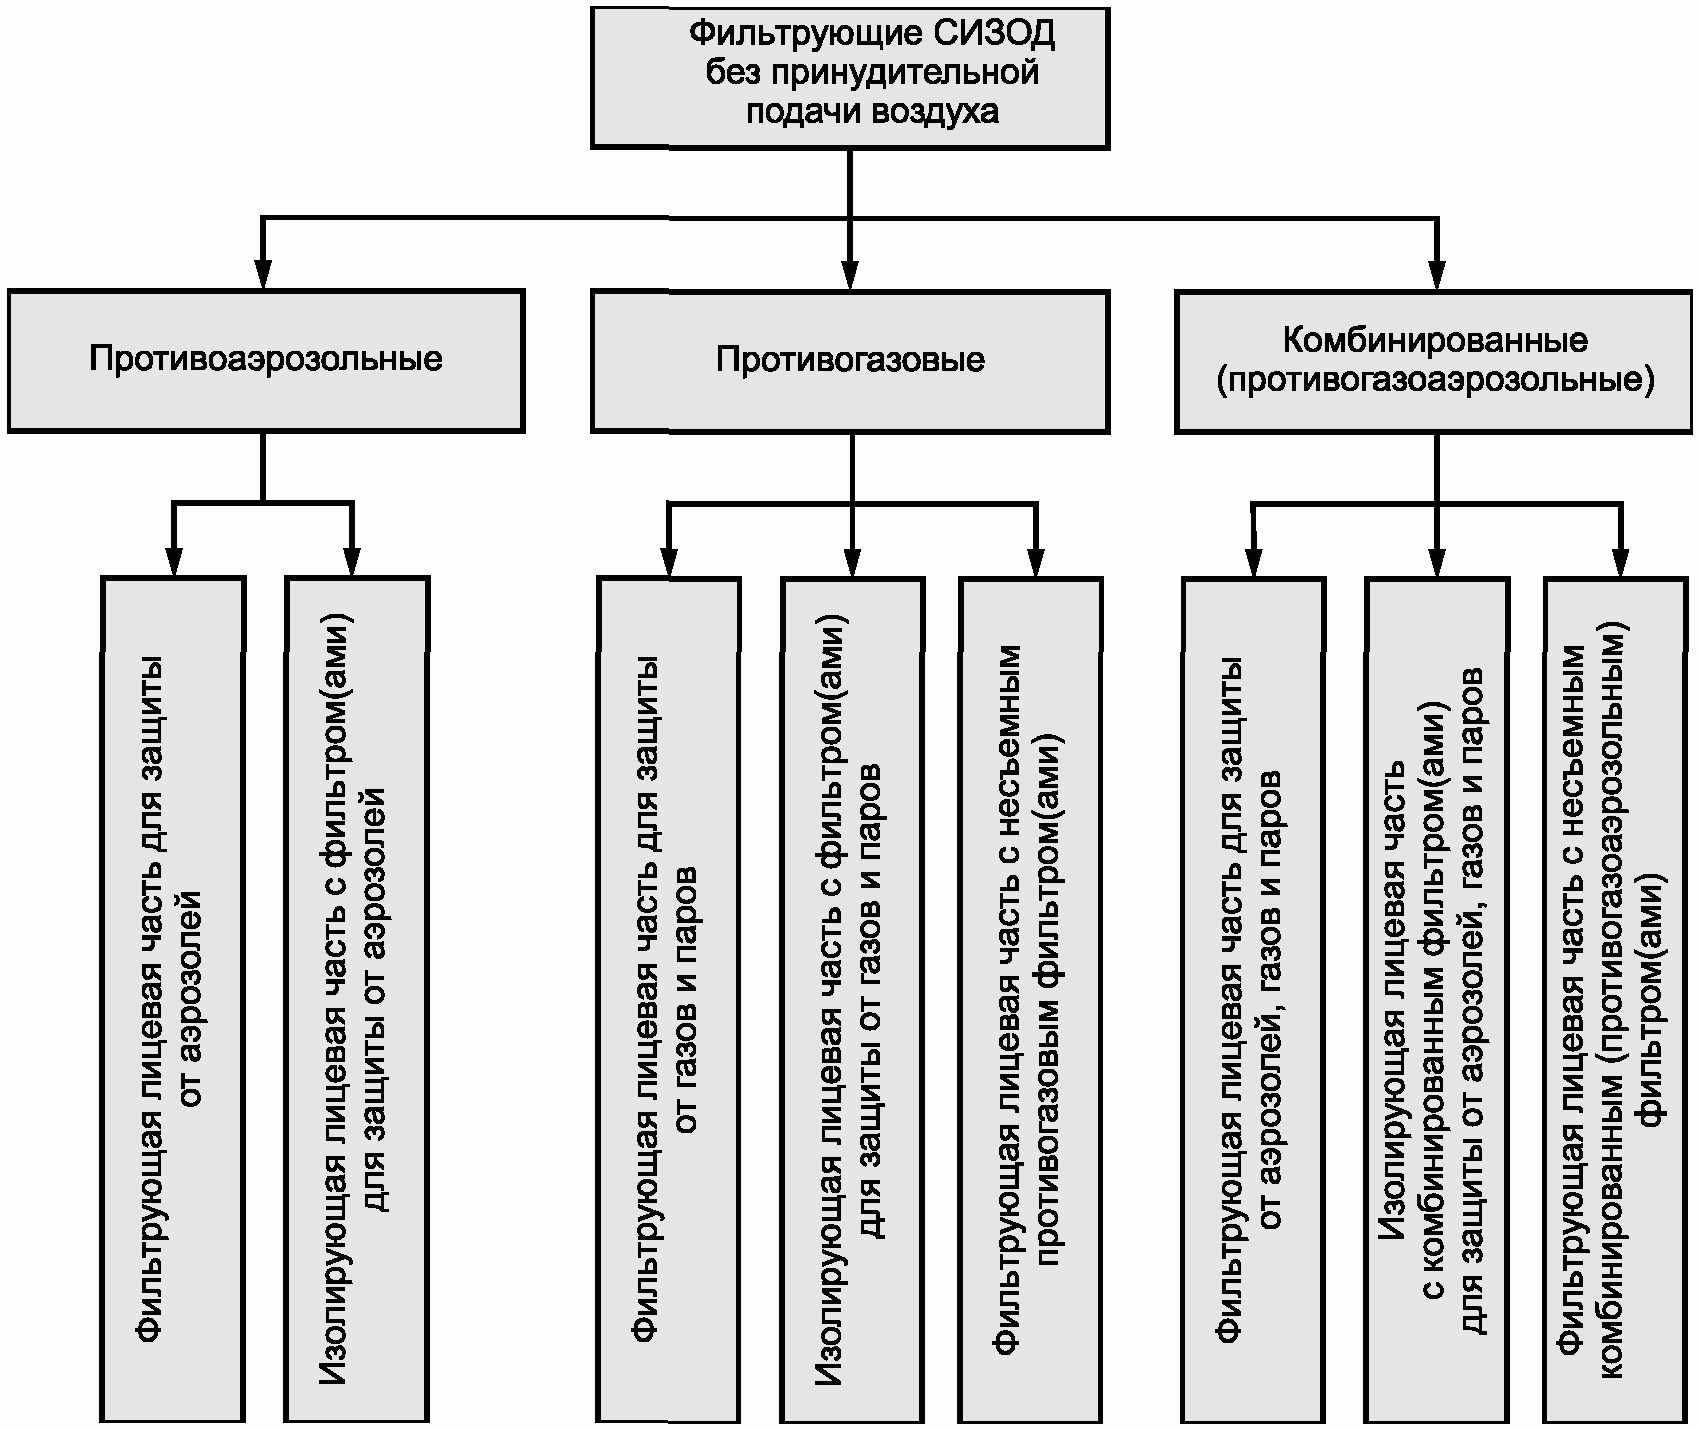 Фильтрующие СИЗОД
без принудительной
подачи воздуха
Противоаэрозольные
Противогазовые
Комбинированные
(противогазоаэрозольные)
Фильтрующая лицевая часть для защиты
от аэрозолей
Изолирующая лицевая часть с фильтром(ами)
для защиты от аэрозолей
Фильтрующая лицевая часть для защиты
от газов и паров
Изолирующая лицевая часть с фильтром(ами)
для защиты от газов и паров
Фильтрующая лицевая часть с несъемным
противогазовым фильтром(ами)
Фильтрующая лицевая часть для защиты
от аэрозолей, газов и паров
Изолирующая лицевая часть
с комбинированным фильтром(ами)
для защиты от аэрозолей, газов и паров
Фильтрующая лицевая часть с несъемным
комбинированным (противогазоаэрозольным)
фильтром(ами)